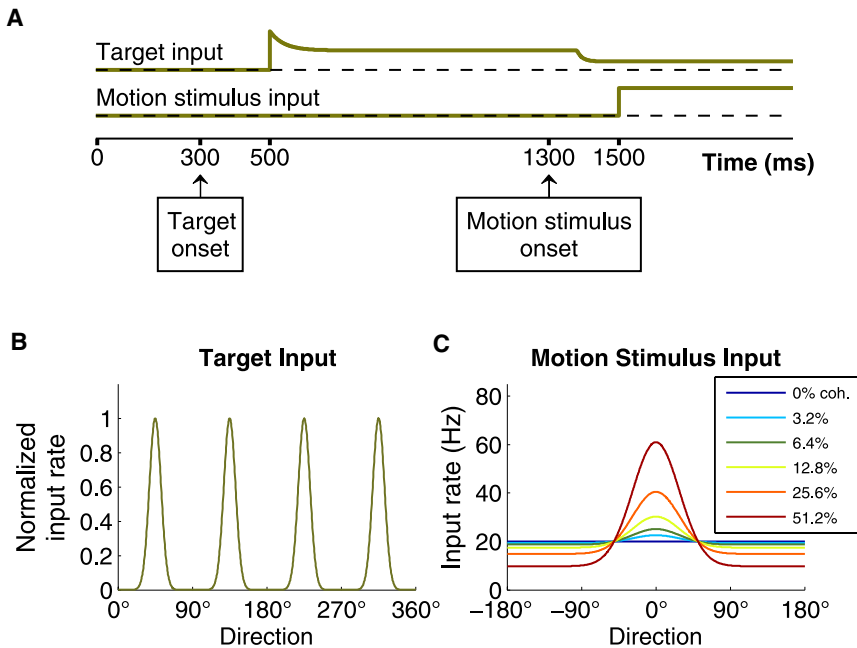 A
Target input
Motion stimulus input
0
300
500
1300
1500
Time (ms)
Target
onset
Motion stimulus
onset
B
Target Input
Normalized
input rate
1
0.8
0.6
0.4
0.2
0
0°
90°
180°
270°
360°
Direction
C
Motion Stimulus Input
Input rate (Hz)
80
60
40
20
0
−180°
−90°
0°
90°
180°
Direction
0% coh.
3.2%
6.4%
12.8%
25.6%
51.2%